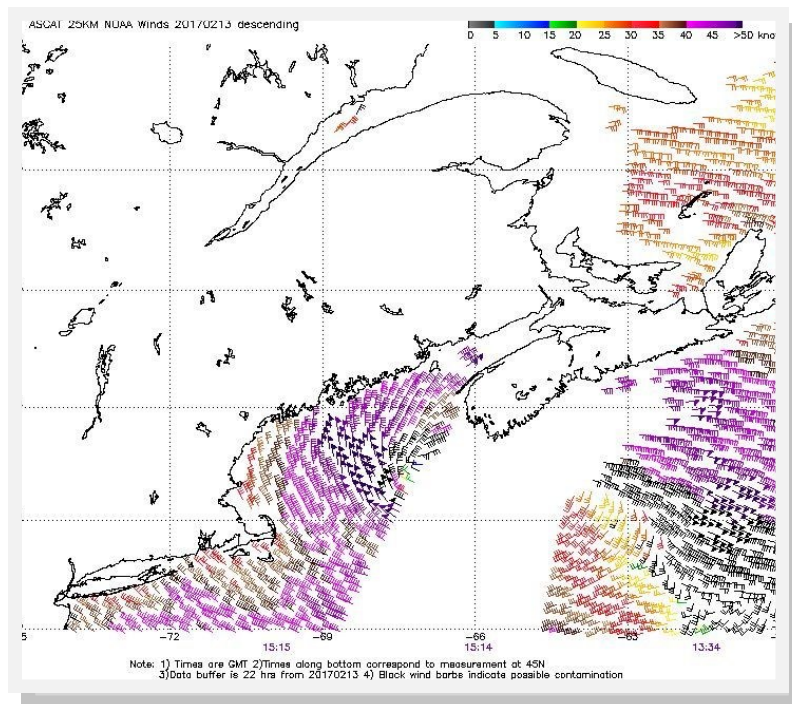 ASCAT 25KM NOAA Winds 20170213 descending
0 5 10 15 20 25 30 35 40 45 >50 kno
5 −72 −69 −66 −63
15:15 15:14 13:34
Note: 1) Times are GMT 2)Times along bottom correspond to measurement at 45N
3)Data buffer is 22 hrs from 20170213 4) Black wind barbs indicate possible contamination